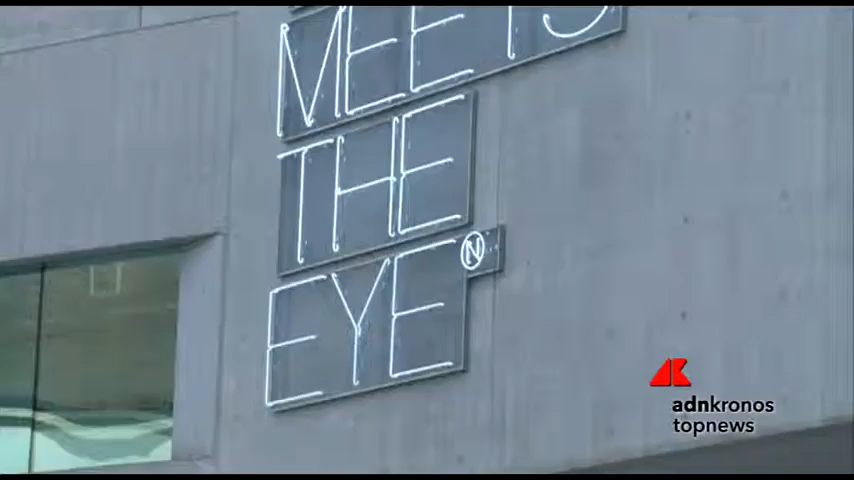 MEETS
THE
EYE
N
adnkronos
topnews